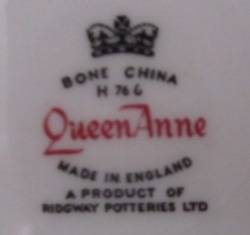 BONE CHINA
H 76 G
Queen Anne
MADE IN ENGLAND
A PRODUCT OF
RIDGWAY POTTERIES LTD